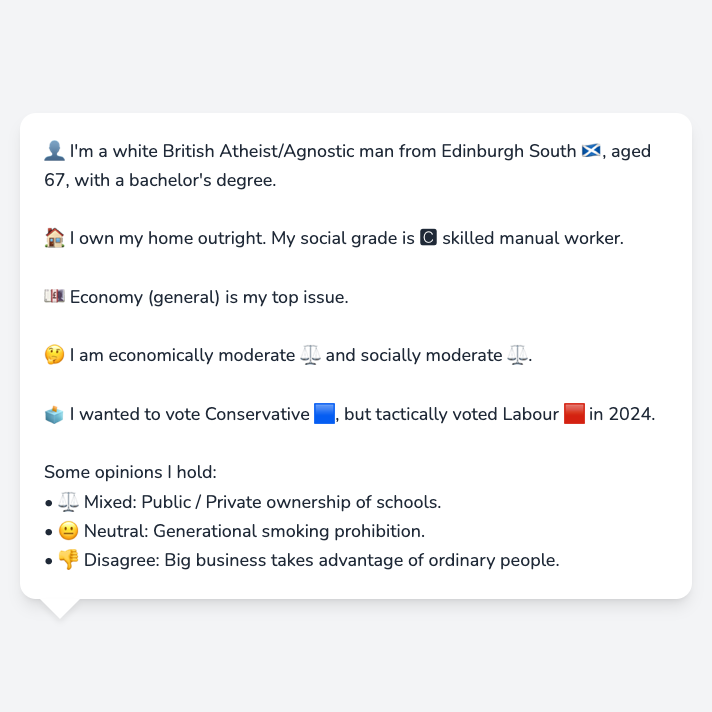 👤 I'm a white British Atheist/Agnostic man from Edinburgh South 🏴󠁧󠁢󠁳󠁣󠁴󠁿, aged
67, with a bachelor's degree.
🏠 I own my home outright. My social grade is 🅲 skilled manual worker.
💷 Economy (general) is my top issue.
🤔 I am economically moderate ⚖️ and socially moderate ⚖️.
🗳️ I wanted to vote Conservative 🟦, but tactically voted Labour 🟥 in 2024.
Some opinions I hold:
• ⚖️ Mixed: Public / Private ownership of schools.
• 😐 Neutral: Generational smoking prohibition.
• 👎 Disagree: Big business takes advantage of ordinary people.